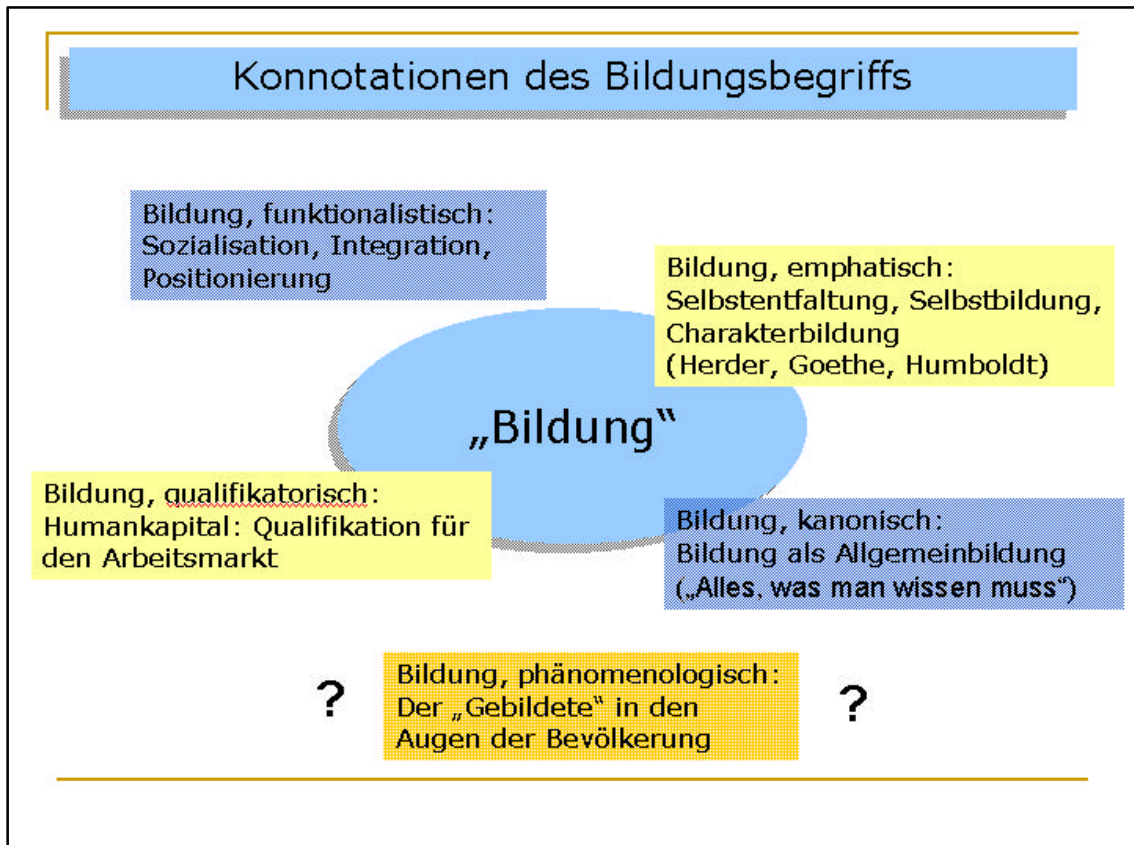 Konnotationen des Bildungsbegriffs
Bildung, funktionalistisch:
Sozialisation, Integration,
Positionierung
Bildung, emphatisch:
Selbstentfaltung, Selbstbildung,
Charakterbildung
(Herder, Goethe, Humboldt)
„Bildung“
Bildung, qualifikatorisch:
Humankapital: Qualifikation für
den Arbeitsmarkt
Bildung, kanonisch:
Bildung als Allgemeinbildung
(„Alles, was man wissen muss“)
?
Bildung, phänomenologisch:
Der „Gebildete“ in den
Augen der Bevölkerung
?